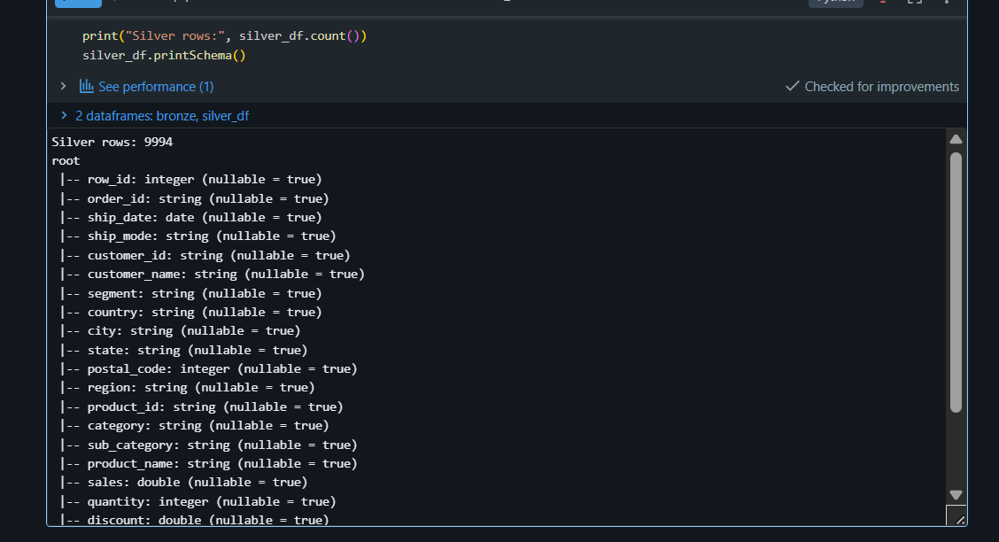 print("Silver rows:", silver_df.count())
silver_df.printSchema()
See performance (1)
Checked for improvements
2 dataframes: bronze, silver_df
Silver rows: 9994
root
 |-- row_id: integer (nullable = true)
 |-- order_id: string (nullable = true)
 |-- ship_date: date (nullable = true)
 |-- ship_mode: string (nullable = true)
 |-- customer_id: string (nullable = true)
 |-- customer_name: string (nullable = true)
 |-- segment: string (nullable = true)
 |-- country: string (nullable = true)
 |-- city: string (nullable = true)
 |-- state: string (nullable = true)
 |-- postal_code: integer (nullable = true)
 |-- region: string (nullable = true)
 |-- product_id: string (nullable = true)
 |-- category: string (nullable = true)
 |-- sub_category: string (nullable = true)
 |-- product_name: string (nullable = true)
 |-- sales: double (nullable = true)
 |-- quantity: integer (nullable = true)
 |-- discount: double (nullable = true)